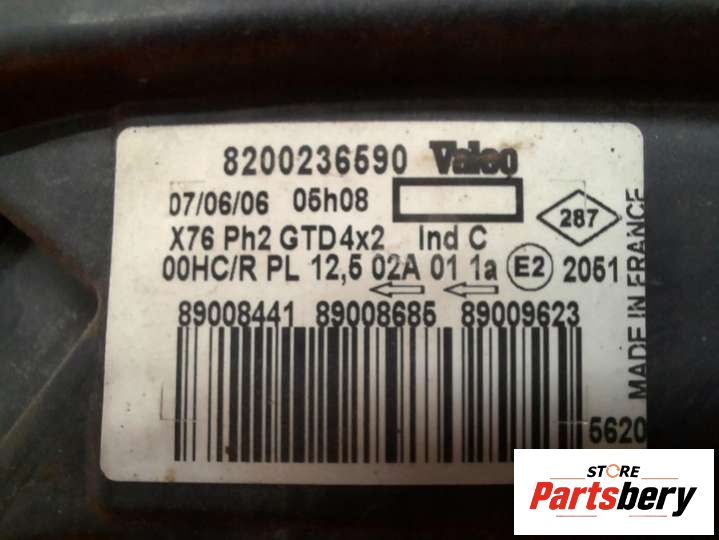 8200236590 Valeo
07/06/06 05h08
287
X76 Ph2 GTD4x2 Ind C
00HC/R PL 12,5 02A 01 1a E2 2051
89008441 89008685 89009623
MADE IN FRANCE
5620
STORE
Partsbery